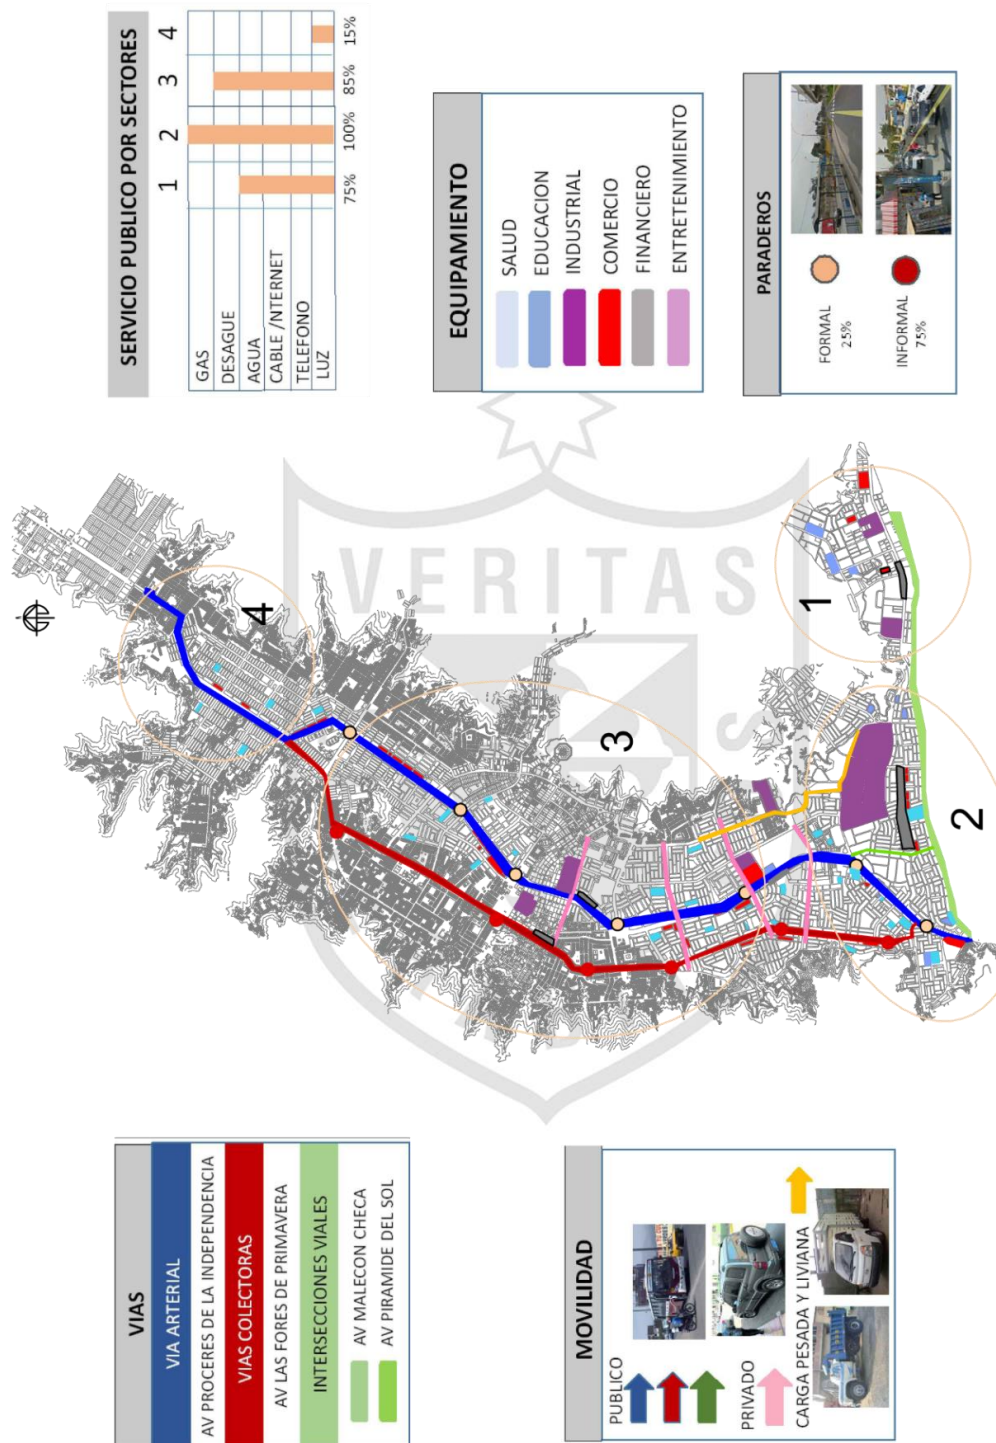 VIAS
VIA ARTERIAL
AV PROCERES DE LA INDEPENDENCIA
VIAS COLECTORAS
AV LAS FORES DE PRIMAVERA
INTERSECCIONES VIALES
AV MALECON CHECA
AV PIRAMIDE DEL SOL
MOVILIDAD
PUBLICO
PRIVADO
CARGA PESADA Y LIVIANA
4
3
2
1
VERITAS
SERVICIO PUBLICO POR SECTORES
1 2 3 4
GAS
DESAGUE
AGUA
CABLE /NTERNET
TELEFONO
LUZ
75% 100% 85% 15%
EQUIPAMIENTO
SALUD
EDUCACION
INDUSTRIAL
COMERCIO
FINANCIERO
ENTRETENIMIENTO
PARADEROS
FORMAL
25%
INFORMAL
75%